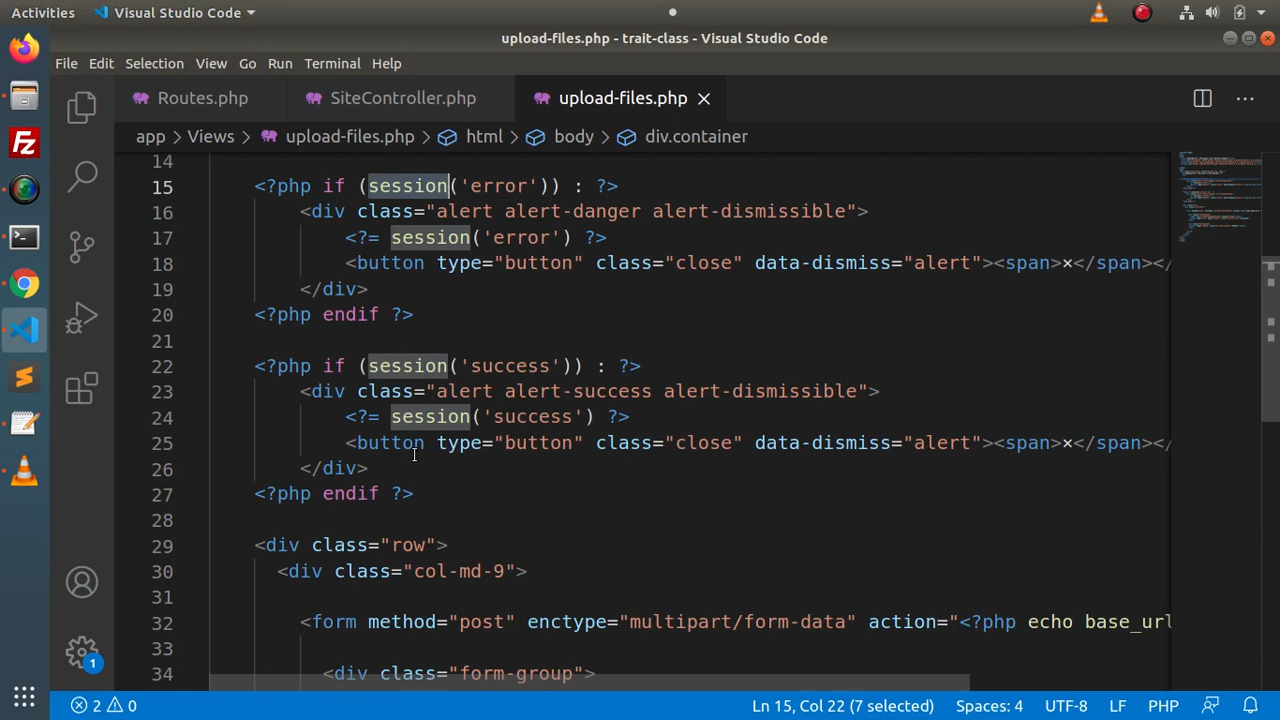 Activities
Visual Studio Code
upload-files.php - trait-class - Visual Studio Code
File Edit Selection View Go Run Terminal Help
Routes.php
SiteController.php
upload-files.php
app > Views > upload-files.php > html > body > div.container
14
15 <?php if (session('error')) : ?>
16 <div class="alert alert-danger alert-dismissible">
17 <?= session('error') ?>
18 <button type="button" class="close" data-dismiss="alert"><span>×</span></
19 </div>
20 <?php endif ?>
21
22 <?php if (session('success')) : ?>
23 <div class="alert alert-success alert-dismissible">
24 <?= session('success') ?>
25 <button type="button" class="close" data-dismiss="alert"><span>×</span></
26 </div>
27 <?php endif ?>
28
29 <div class="row">
30 <div class="col-md-9">
31
32 <form method="post" enctype="multipart/form-data" action="<?php echo base_url
33
34 <div class="form-group">
1
2 0 Ln 15, Col 22 (7 selected) Spaces: 4 UTF-8 LF PHP